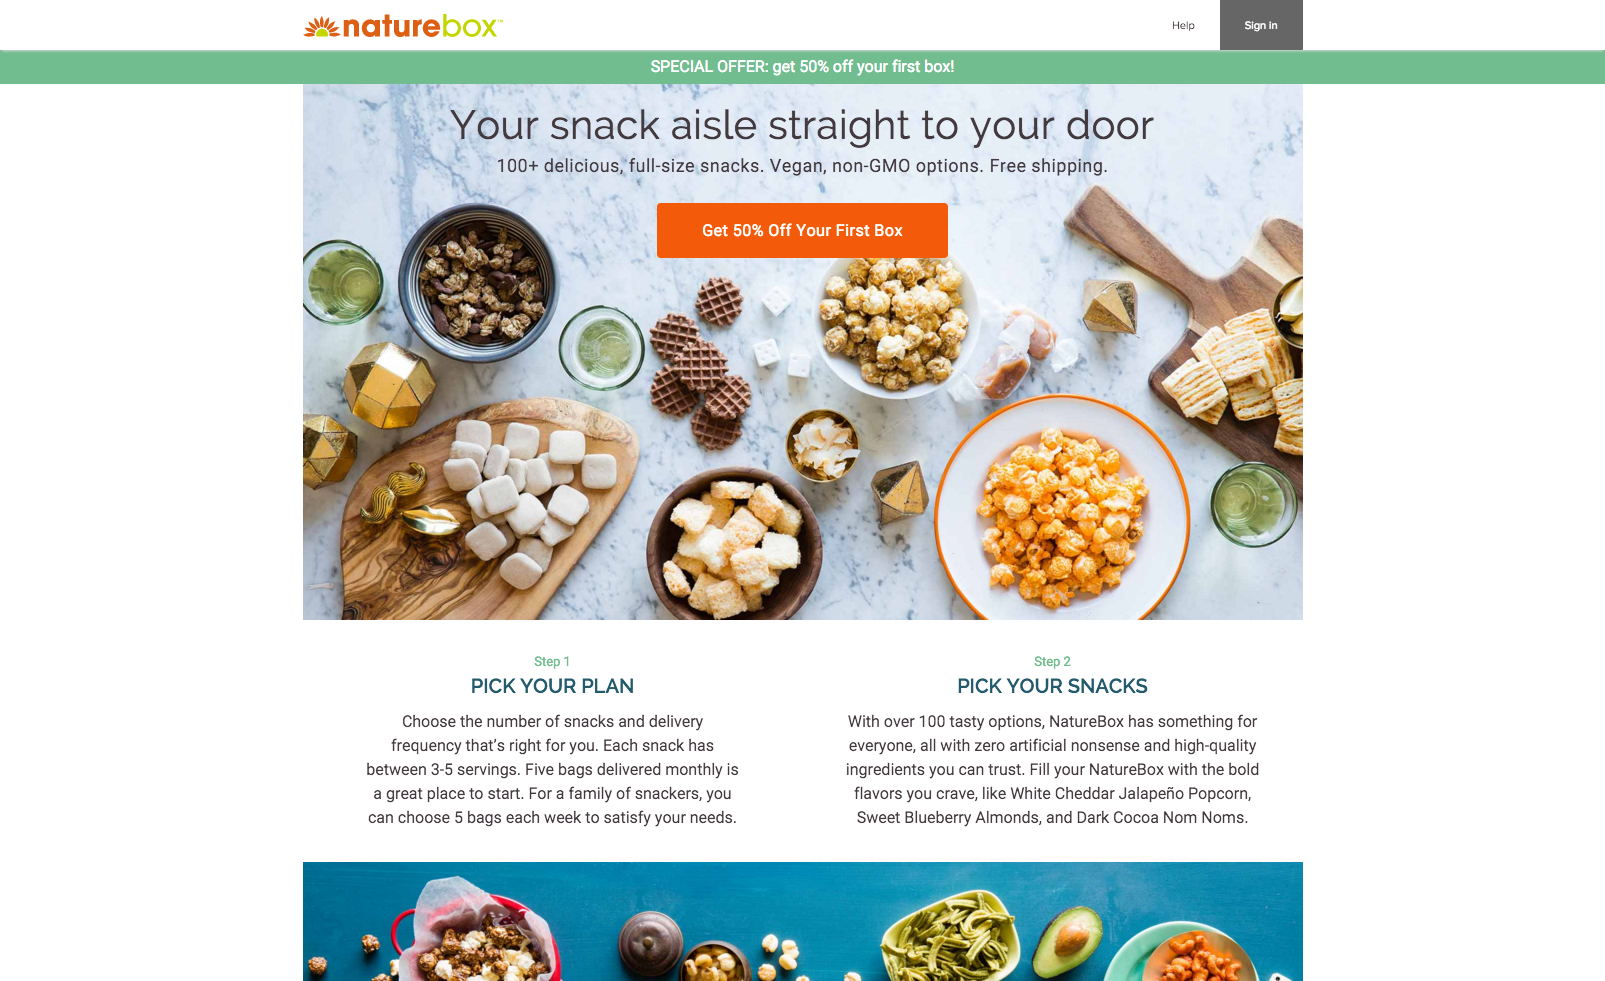 naturebox™
Help
Sign in
SPECIAL OFFER: get 50% off your first box!
Your snack aisle straight to your door
100+ delicious, full-size snacks. Vegan, non-GMO options. Free shipping.
Get 50% Off Your First Box
Step 1
PICK YOUR PLAN
Choose the number of snacks and delivery
frequency that’s right for you. Each snack has
between 3-5 servings. Five bags delivered monthly is
a great place to start. For a family of snackers, you
can choose 5 bags each week to satisfy your needs.
Step 2
PICK YOUR SNACKS
With over 100 tasty options, NatureBox has something for
everyone, all with zero artificial nonsense and high-quality
ingredients you can trust. Fill your NatureBox with the bold
flavors you crave, like White Cheddar Jalapeño Popcorn,
Sweet Blueberry Almonds, and Dark Cocoa Nom Noms.